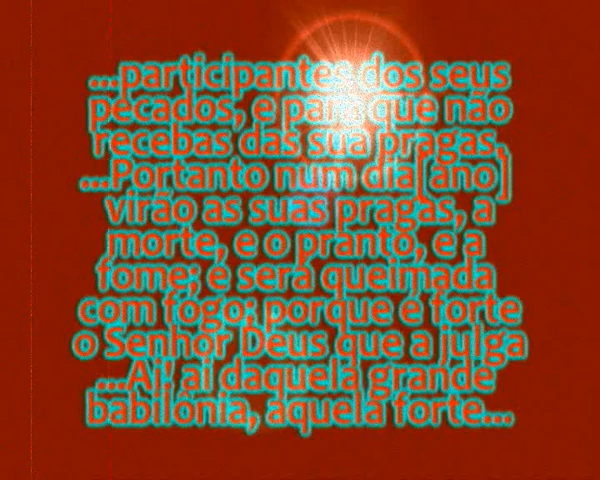 ...participantes dos seus
pecados, e para que não
recebas das sua pragas.
...Portanto num dia[ano]
virão as suas pragas, a
morte, e o pranto, e a
fome; e será queimada
com fogo; porque é forte
o Senhor Deus que a julga
...Ai, ai daquela grande
babilônia, aquela forte...